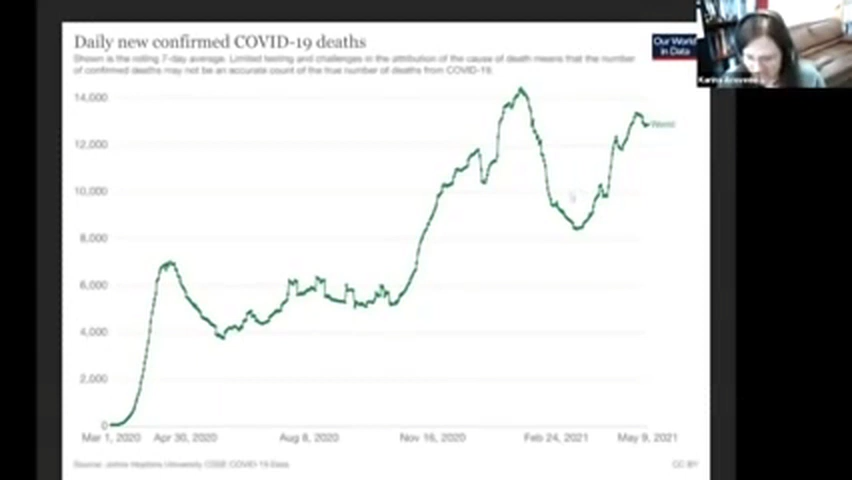 Daily new confirmed COVID-19 deaths
Shown is the rolling 7-day average. Limited testing and challenges in the attribution of the cause of death means that the number
of confirmed deaths may not be an accurate count of the true number of deaths from COVID-19.
Our World
in Data
14,000
World
12,000
10,000
8,000
6,000
4,000
2,000
0
Mar 1, 2020 Apr 30, 2020 Aug 8, 2020 Nov 16, 2020 Feb 24, 2021 May 9, 2021
Source: Johns Hopkins University CSSE COVID-19 Data CC BY